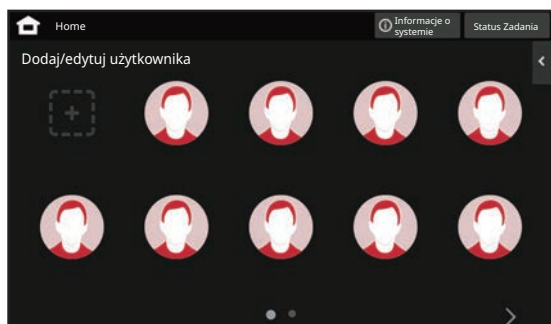 Home
Informacje o
systemie
Status Zadania
Dodaj/edytuj użytkownika